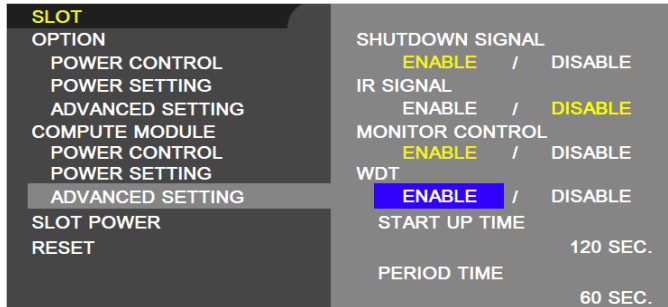 SLOT
OPTION
POWER CONTROL
POWER SETTING
ADVANCED SETTING
COMPUTE MODULE
POWER CONTROL
POWER SETTING
ADVANCED SETTING
SLOT POWER
RESET
SHUTDOWN SIGNAL
ENABLE / DISABLE
IR SIGNAL
ENABLE / DISABLE
MONITOR CONTROL
ENABLE / DISABLE
WDT
ENABLE / DISABLE
START UP TIME
120 SEC.
PERIOD TIME
60 SEC.